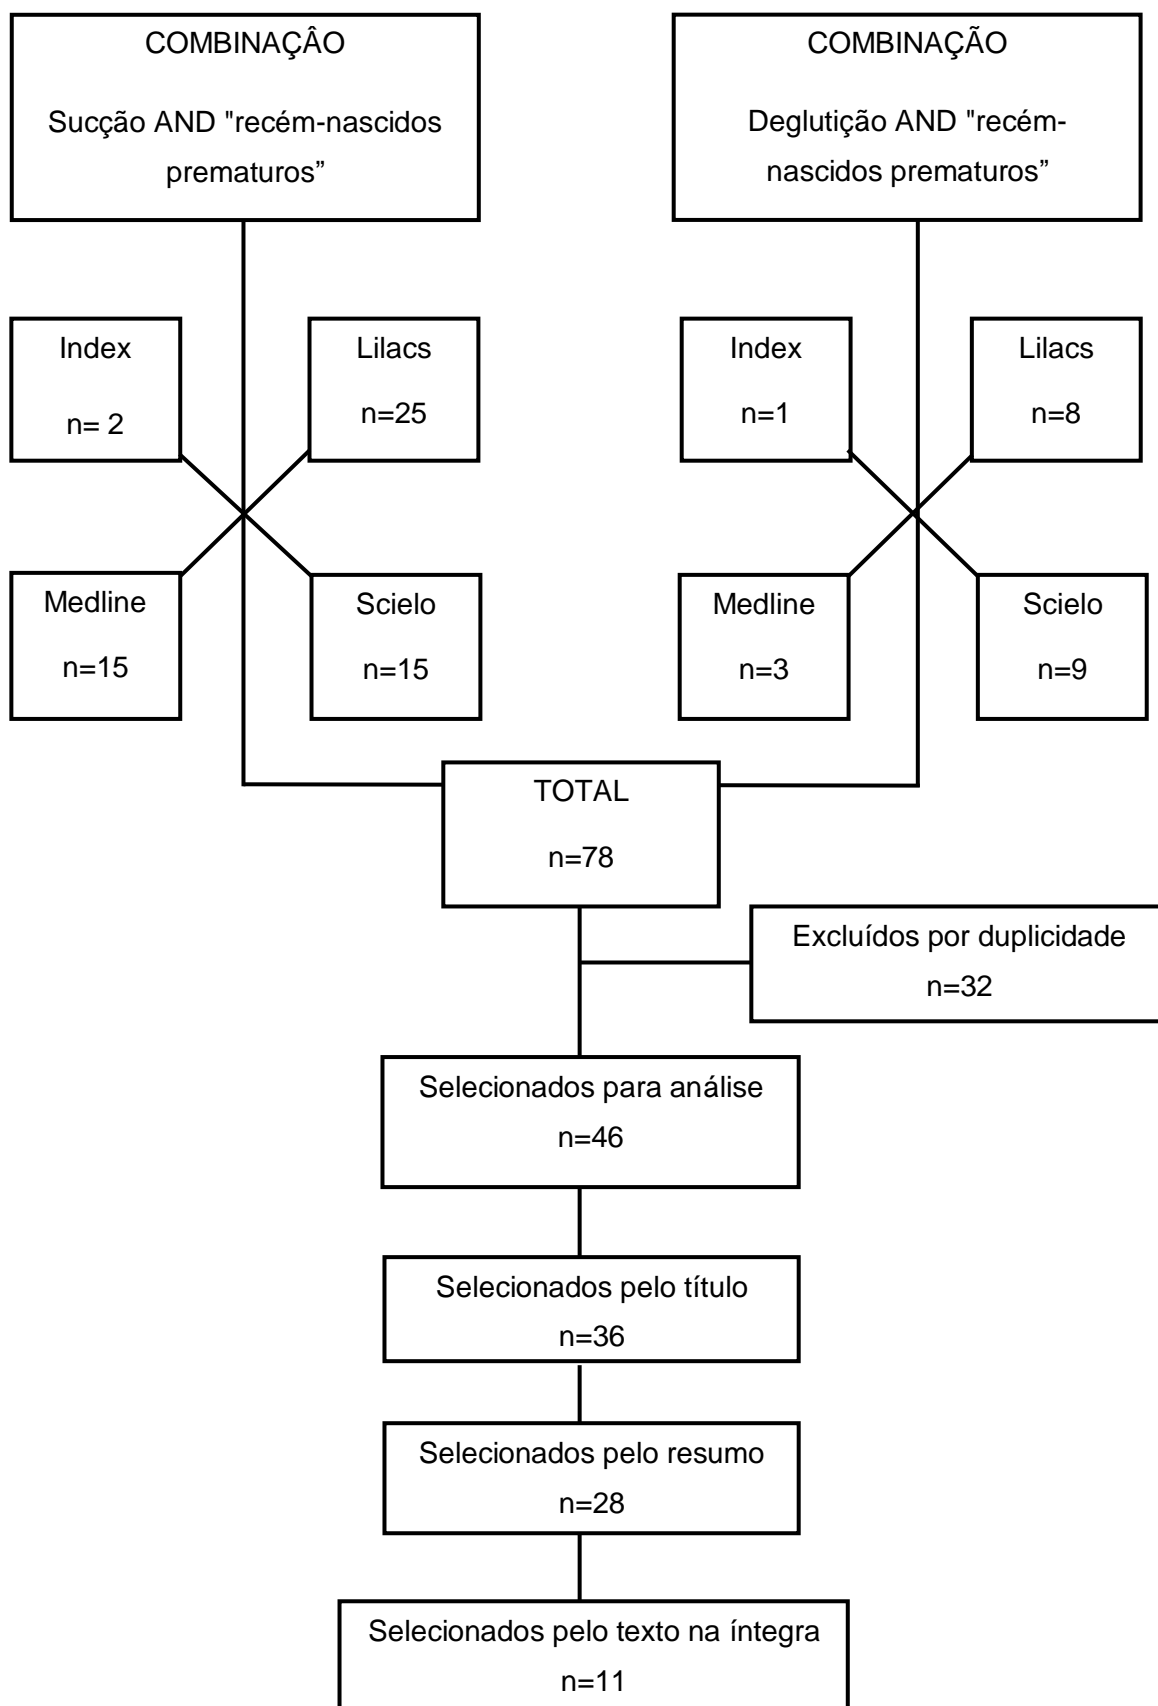 COMBINAÇÂO
Sucção AND "recém-nascidos
prematuros”
COMBINAÇÃO
Deglutição AND "recém-
nascidos prematuros”
Index
n= 2
Lilacs
n=25
Index
n=1
Lilacs
n=8
Medline
n=15
Scielo
n=15
Medline
n=3
Scielo
n=9
TOTAL
n=78
Excluídos por duplicidade
n=32
Selecionados para análise
n=46
Selecionados pelo título
n=36
Selecionados pelo resumo
n=28
Selecionados pelo texto na íntegra
n=11